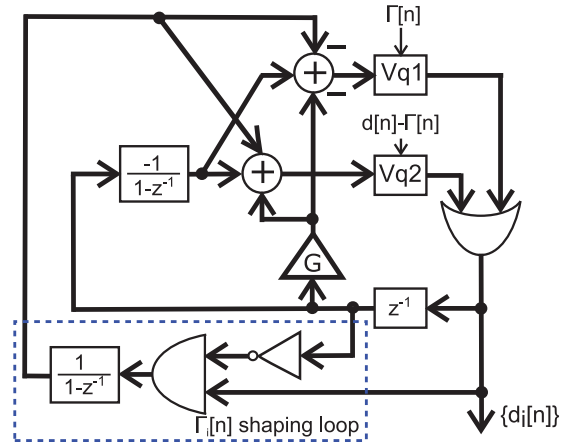 Γ[n]
Vq1
d[n]-Γ[n]
-1
1-z⁻¹
Vq2
G
z⁻¹
1
1-z⁻¹
Γᵢ[n] shaping loop
{dᵢ[n]}